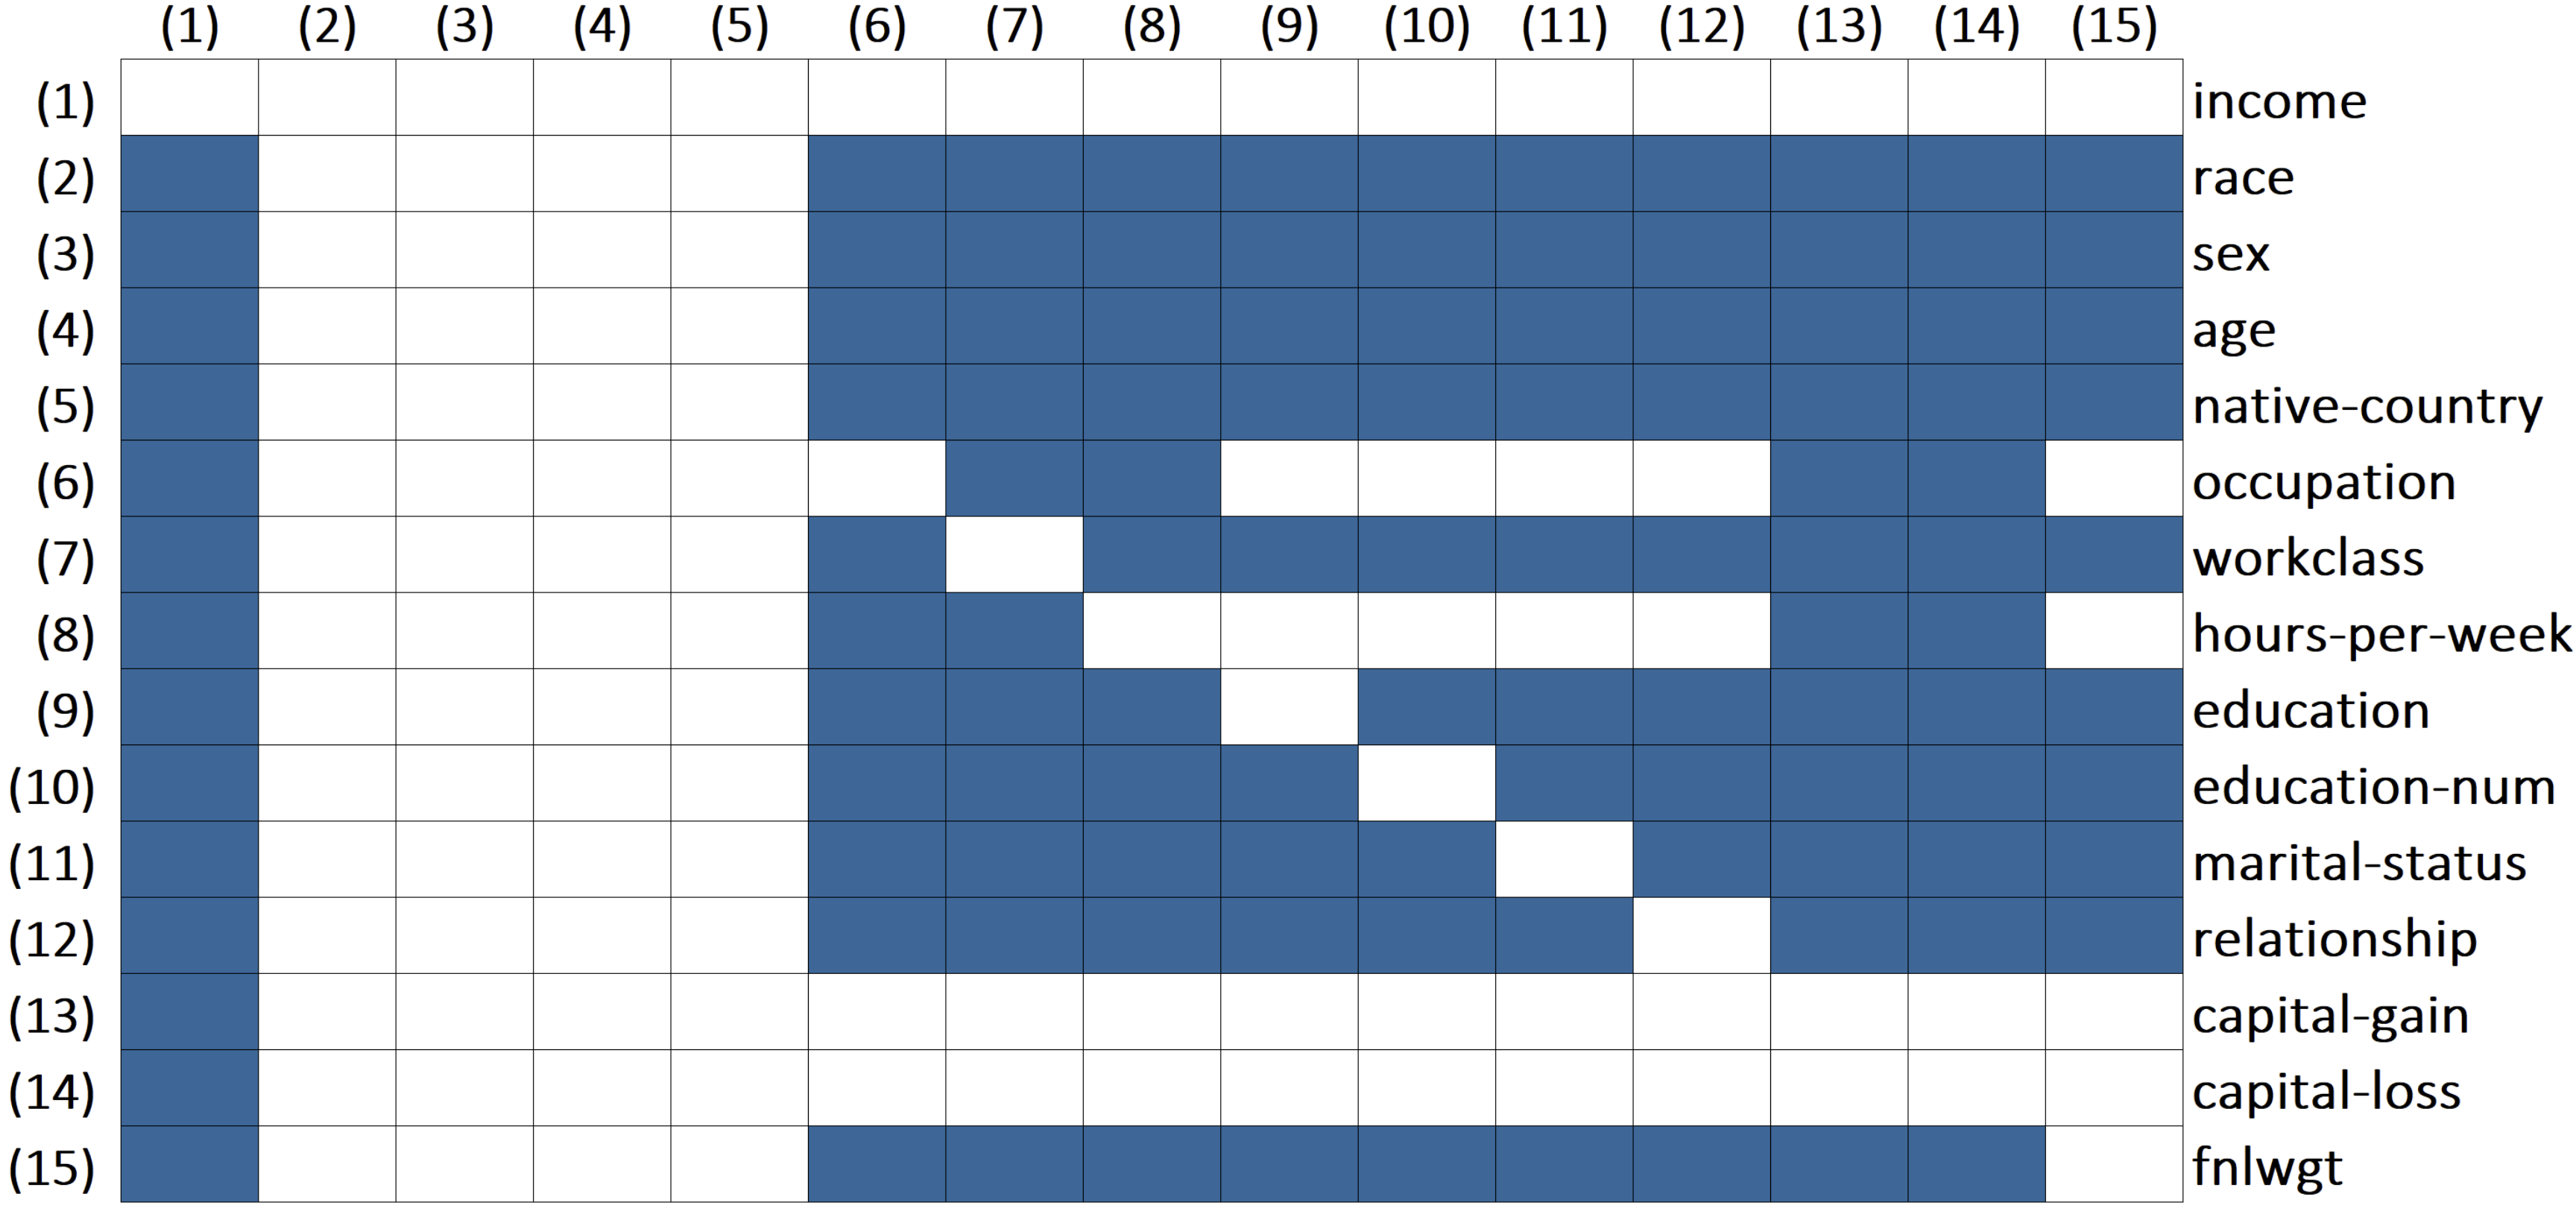 (1) (2) (3) (4) (5) (6) (7) (8) (9) (10) (11) (12) (13) (14) (15)
(1) income
(2) race
(3) sex
(4) age
(5) native-country
(6) occupation
(7) workclass
(8) hours-per-week
(9) education
(10) education-num
(11) marital-status
(12) relationship
(13) capital-gain
(14) capital-loss
(15) fnlwgt